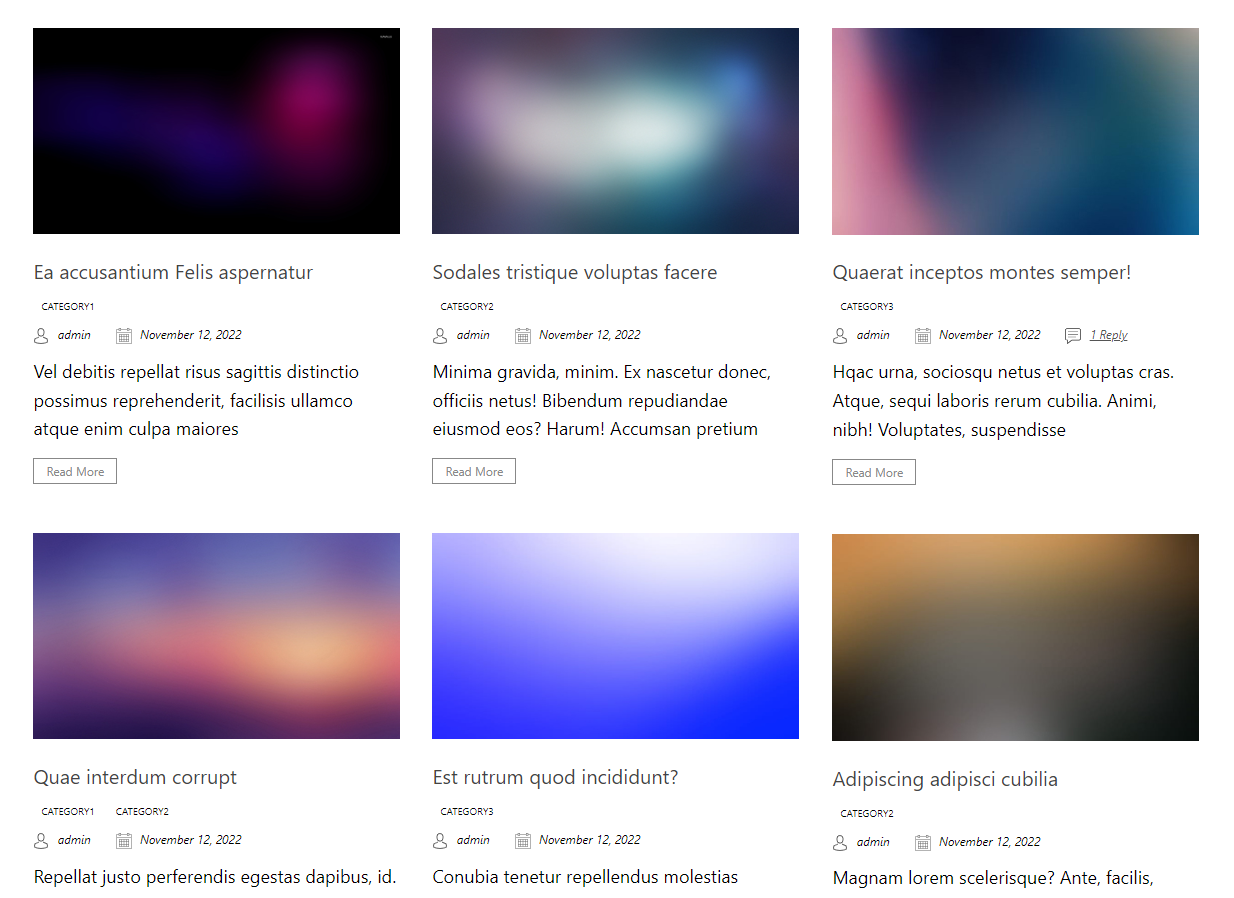 Ea accusantium Felis aspernatur
CATEGORY1
admin November 12, 2022
Vel debitis repellat risus sagittis distinctio
possimus reprehenderit, facilisis ullamco
atque enim culpa maiores
Read More
Sodales tristique voluptas facere
CATEGORY2
admin November 12, 2022
Minima gravida, minim. Ex nascetur donec,
officiis netus! Bibendum repudiandae
eiusmod eos? Harum! Accumsan pretium
Read More
Quaerat inceptos montes semper!
CATEGORY3
admin November 12, 2022 1 Reply
Hqac urna, sociosqu netus et voluptas cras.
Atque, sequi laboris rerum cubilia. Animi,
nibh! Voluptates, suspendisse
Read More
Quae interdum corrupt
CATEGORY1 CATEGORY2
admin November 12, 2022
Repellat justo perferendis egestas dapibus, id.
Est rutrum quod incididunt?
CATEGORY3
admin November 12, 2022
Conubia tenetur repellendus molestias
Adipiscing adipisci cubilia
CATEGORY2
admin November 12, 2022
Magnam lorem scelerisque? Ante, facilis,